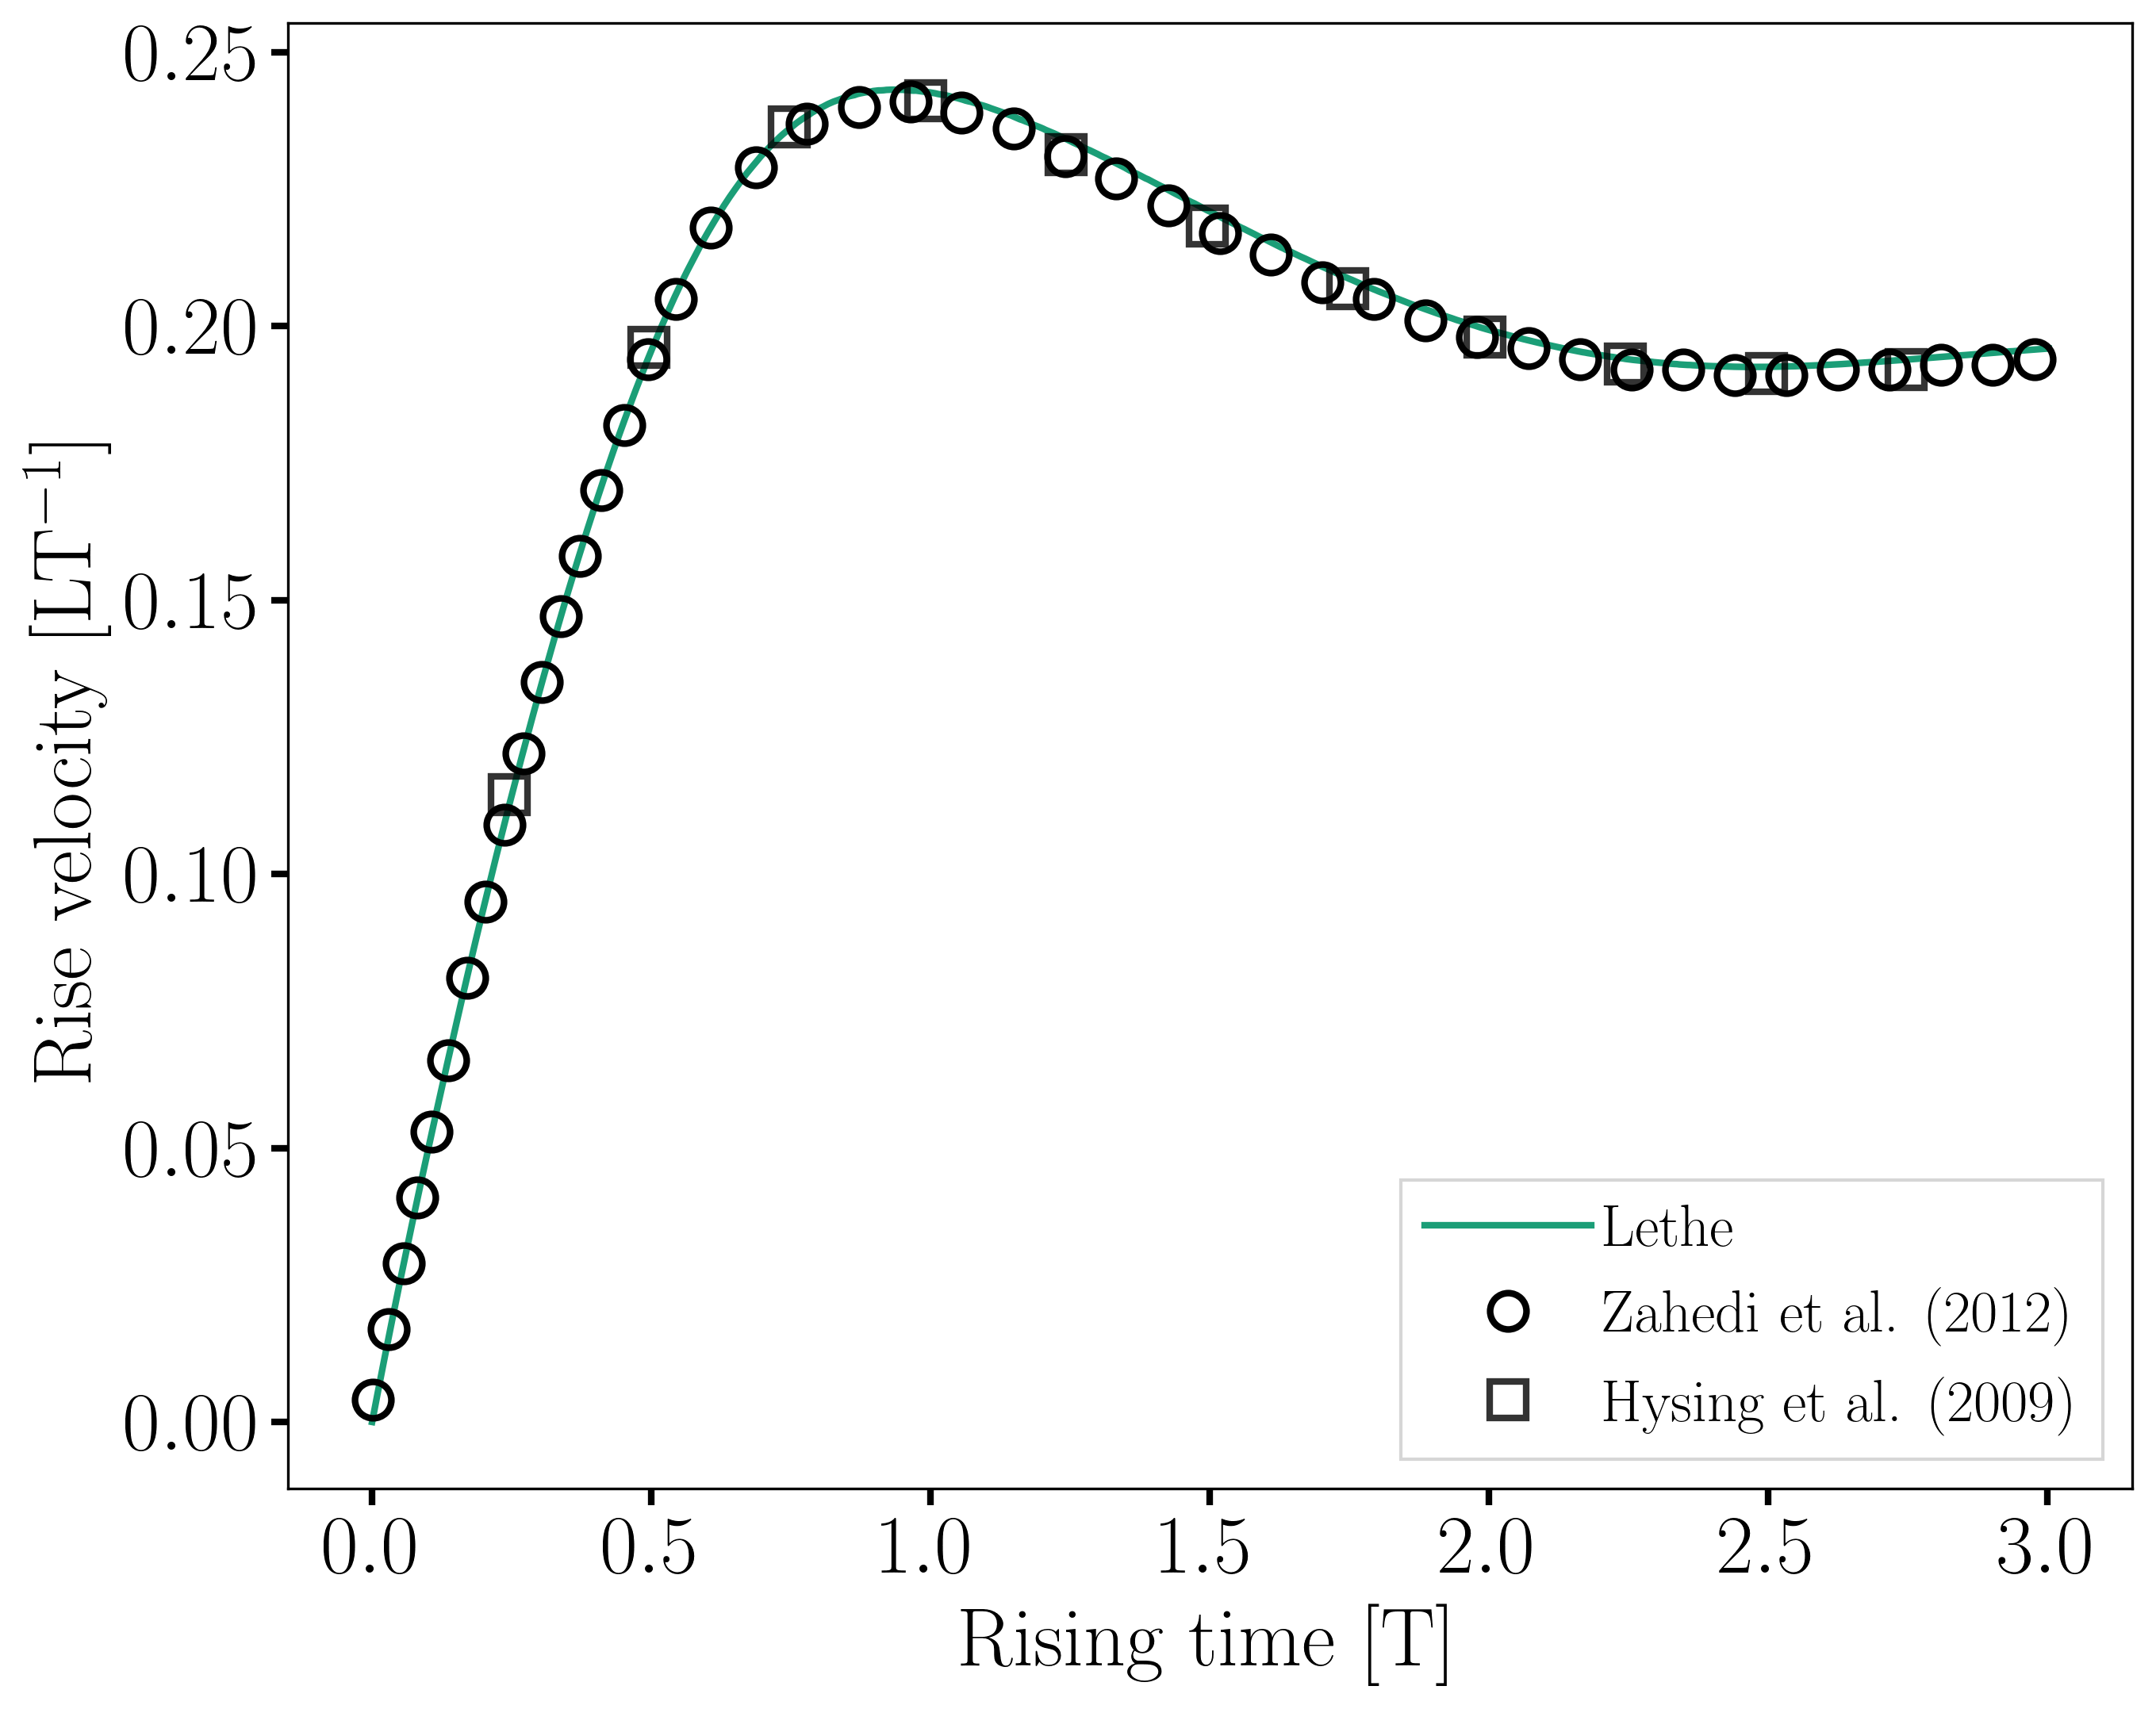 0.25
0.20
0.15
0.10
0.05
0.00
Rise velocity [LT⁻¹]
0.0 0.5 1.0 1.5 2.0 2.5 3.0
Rising time [T]
Lethe
Zahedi et al. (2012)
Hysing et al. (2009)